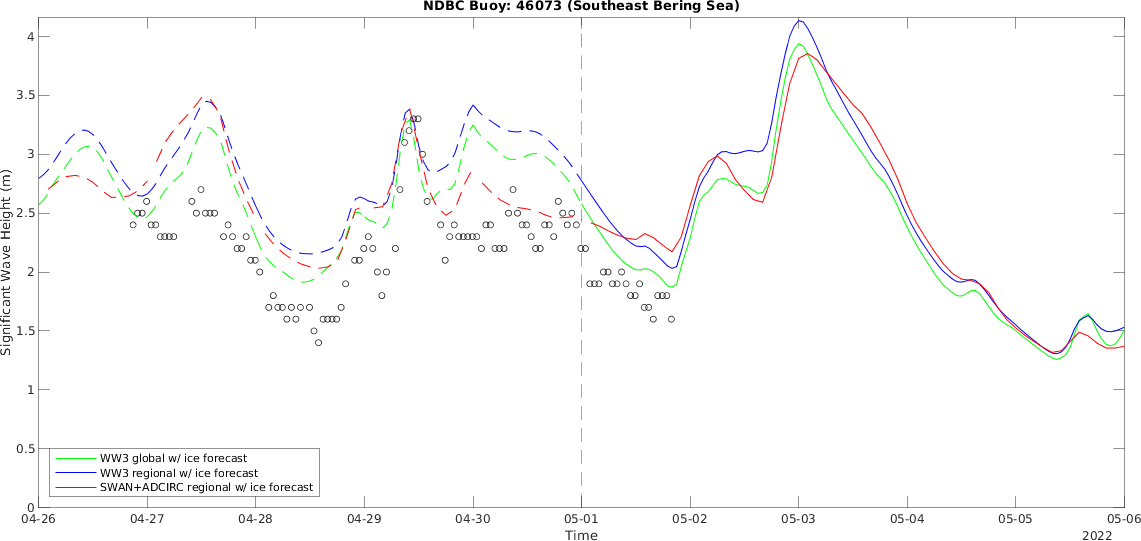 NDBC Buoy: 46073 (Southeast Bering Sea)
4
3.5
3
2.5
2
1.5
1
0.5
0
Significant Wave Height (m)
WW3 global w/ ice forecast
WW3 regional w/ ice forecast
SWAN+ADCIRC regional w/ ice forecast
04-26 04-27 04-28 04-29 04-30 05-01 05-02 05-03 05-04 05-05 05-06
Time
2022